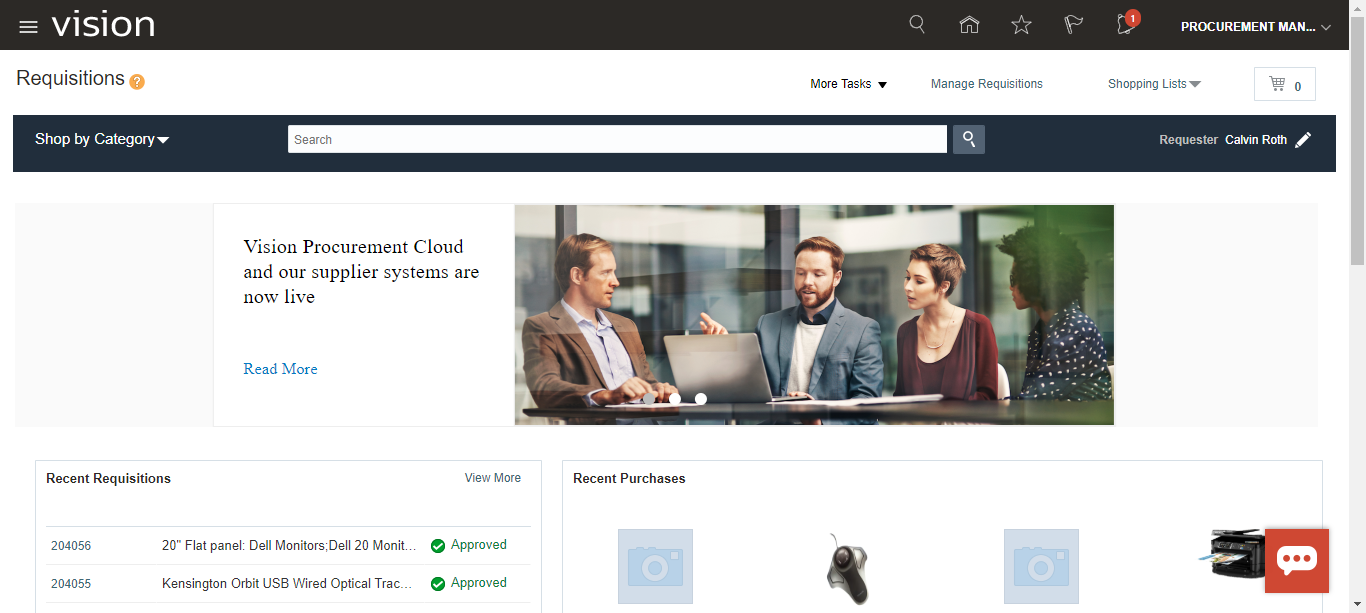 vision
1
PROCUREMENT MAN...
Requisitions ?
More Tasks
Manage Requisitions
Shopping Lists
0
Shop by Category
Search
Requester Calvin Roth
Vision Procurement Cloud
and our supplier systems are
now live
Read More
Recent Requisitions
View More
204056 20" Flat panel: Dell Monitors;Dell 20 Monit... Approved
204055 Kensington Orbit USB Wired Optical Trac... Approved
Recent Purchases